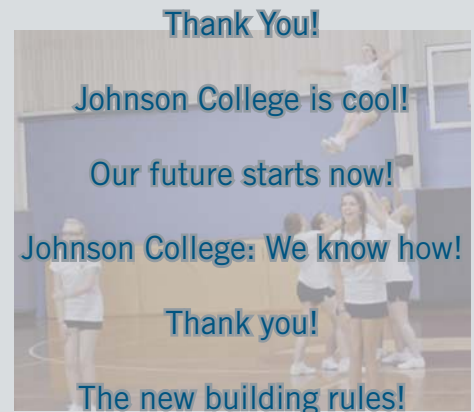 Thank You!
Johnson College is cool!
Our future starts now!
Johnson College: We know how!
Thank you!
The new building rules!